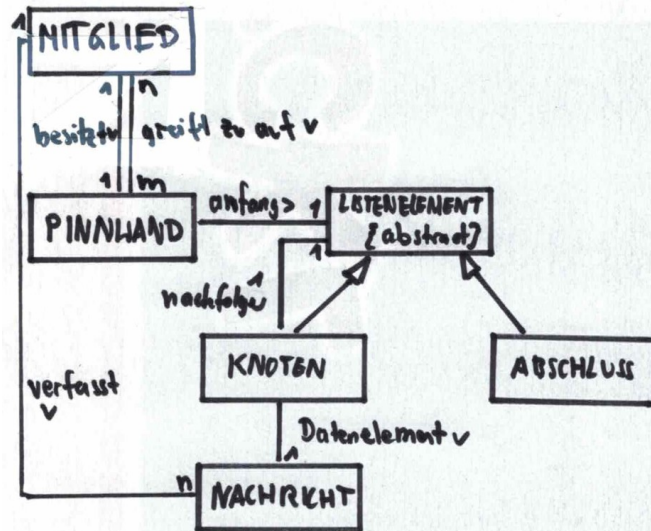 1
MITGLIED
1 n
besitzt v greift zu auf v
1 m
PINNWAND
anfang > 1
LISTENELEMENT
{abstract}
1
nachfolger 1
KNOTEN
ABSCHLUSS
verfasst
v
Datenelement v
1
n
NACHRICHT